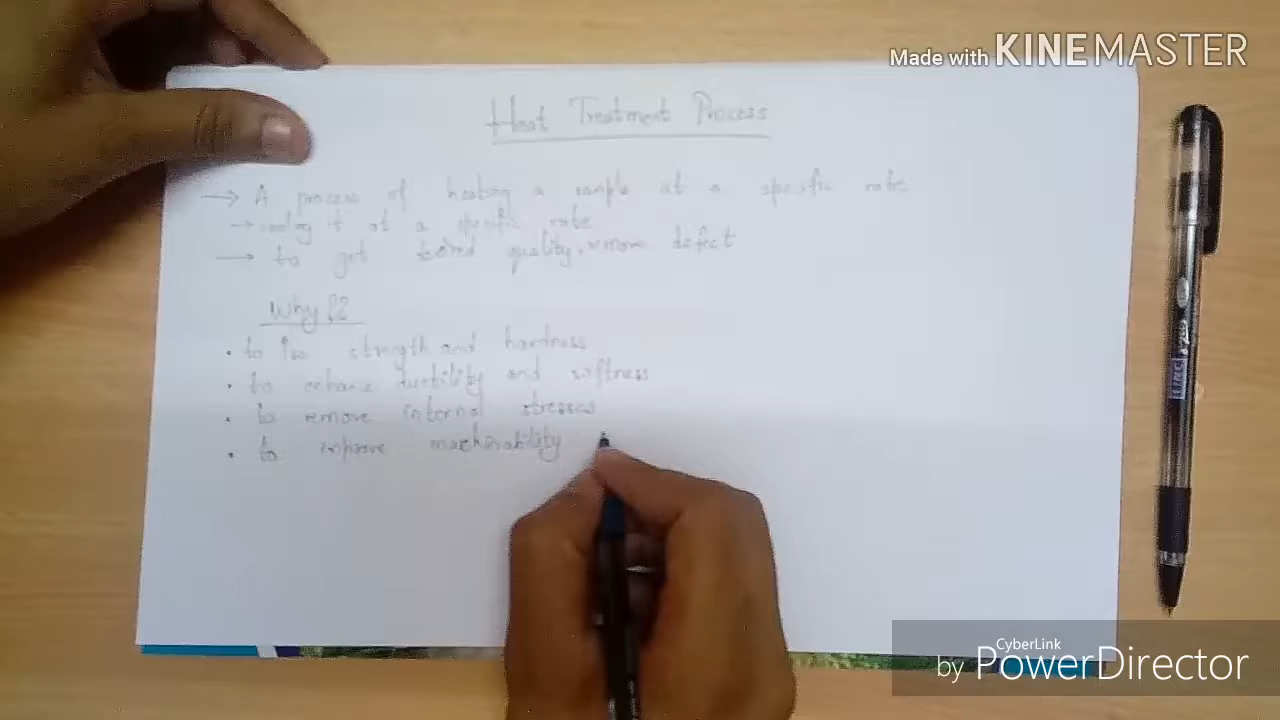 Made with KINEMASTER
Heat Treatment Process
→ A process of heating a sample at a specific rate
→ cooling it at a specific rate
→ to get desired quality, remove defect
Why ??
• to ↑se strength and hardness
• to enhance ductility and softness
• to remove internal stresses
• to improve machinability
LINC
CyberLink
by PowerDirector